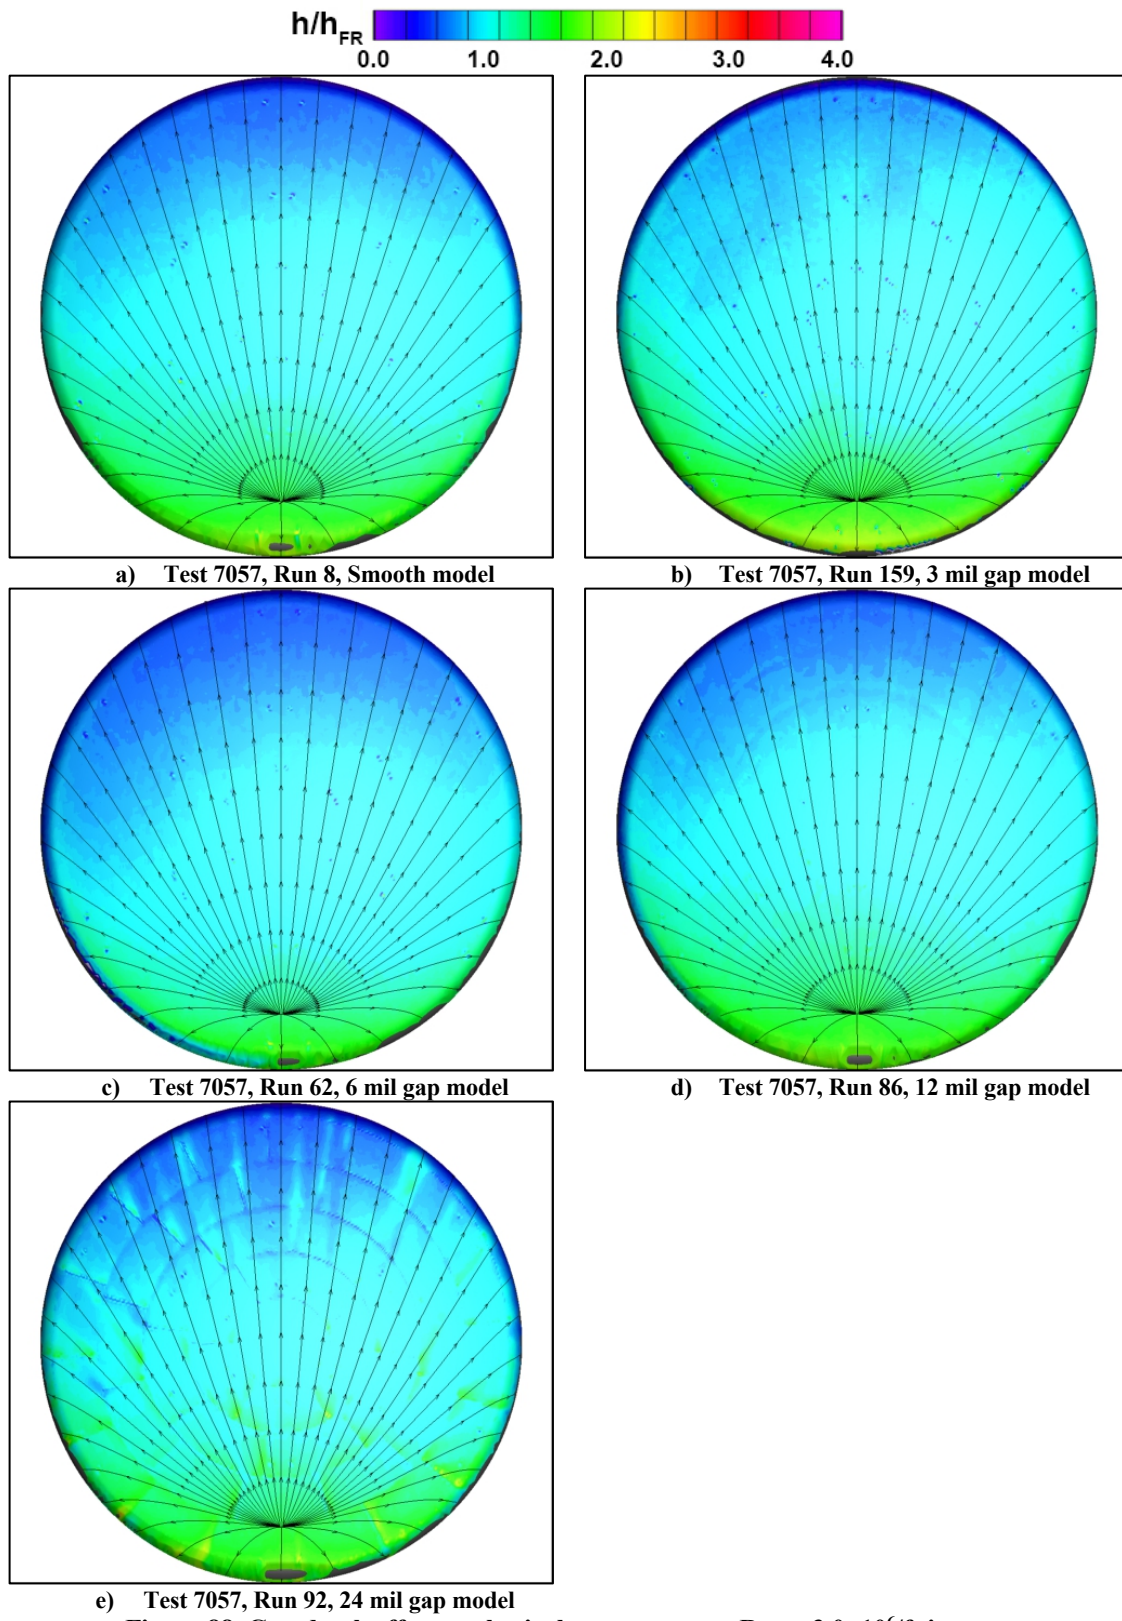 h/hFR
0.0 1.0 2.0 3.0 4.0
a) Test 7057, Run 8, Smooth model
b) Test 7057, Run 159, 3 mil gap model
c) Test 7057, Run 62, 6 mil gap model
d) Test 7057, Run 86, 12 mil gap model
e) Test 7057, Run 92, 24 mil gap model